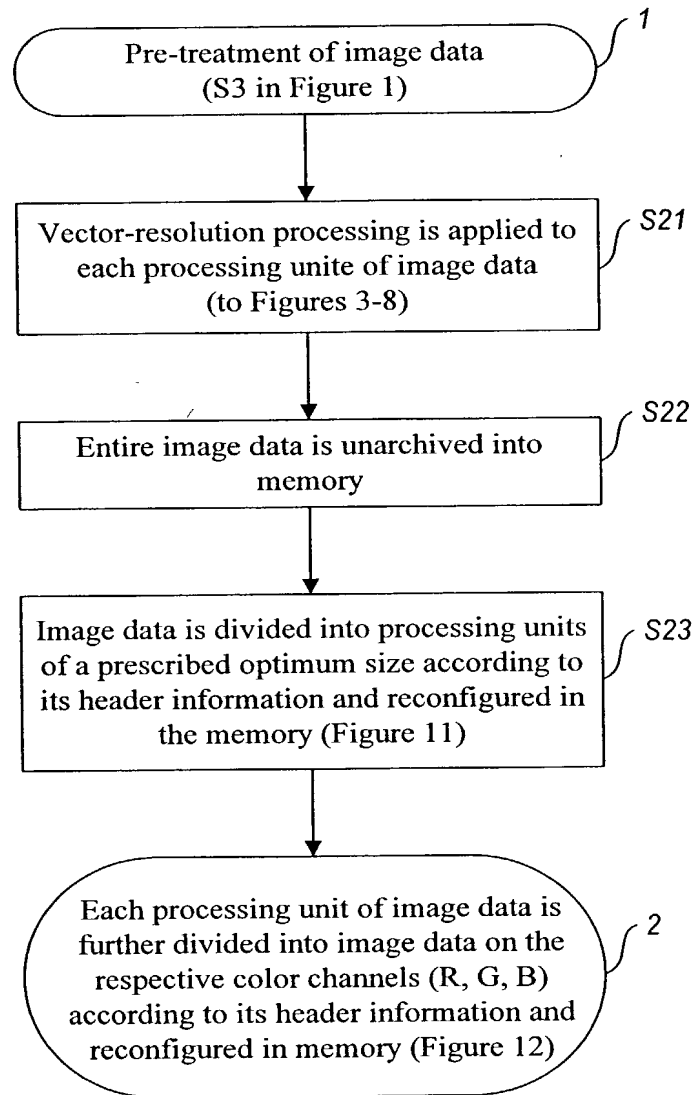 1
Pre-treatment of image data
(S3 in Figure 1)
S21
Vector-resolution processing is applied to
each processing unite of image data
(to Figures 3-8)
S22
Entire image data is unarchived into
memory
S23
Image data is divided into processing units
of a prescribed optimum size according to
its header information and reconfigured in
the memory (Figure 11)
2
Each processing unit of image data is
further divided into image data on the
respective color channels (R, G, B)
according to its header information and
reconfigured in memory (Figure 12)